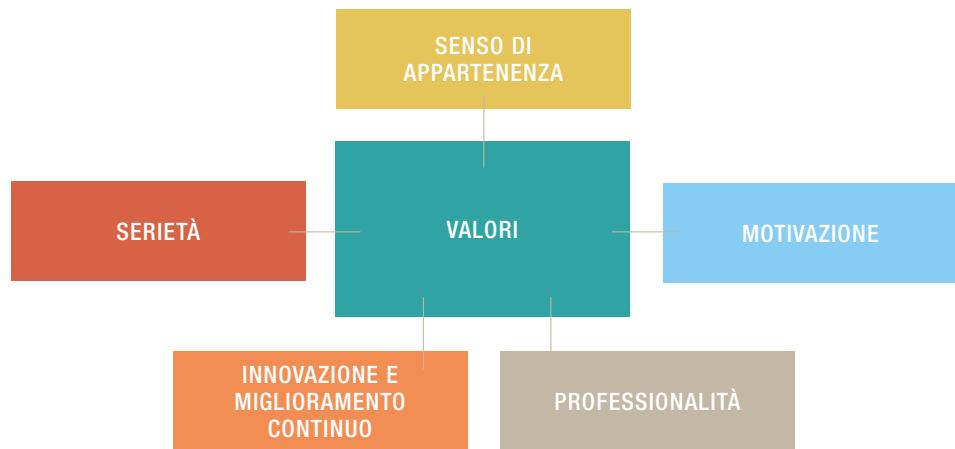 SENSO DI
APPARTENENZA
SERIETÀ
VALORI
MOTIVAZIONE
INNOVAZIONE E
MIGLIORAMENTO
CONTINUO
PROFESSIONALITÀ